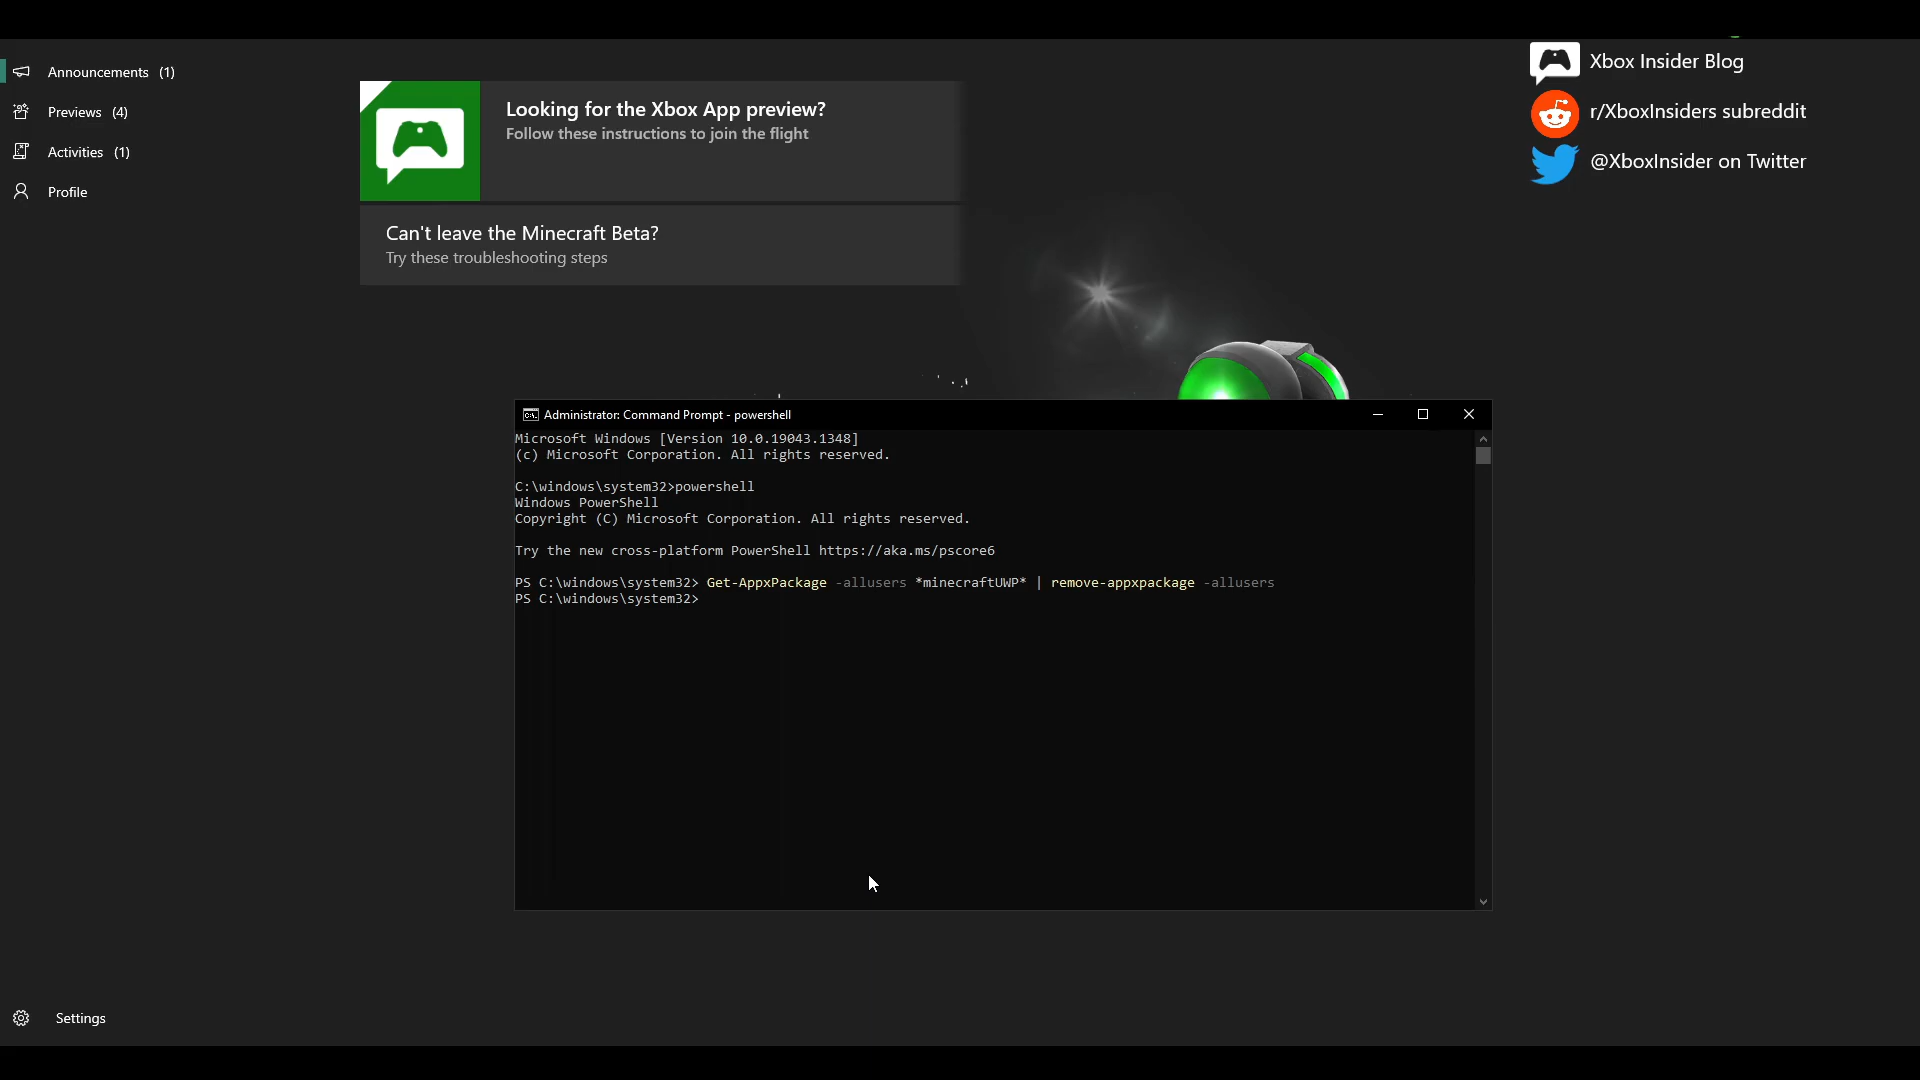 Announcements (1)
Previews (4)
Activities (1)
Profile
Looking for the Xbox App preview?
Follow these instructions to join the flight
Can't leave the Minecraft Beta?
Try these troubleshooting steps
Xbox Insider Blog
r/XboxInsiders subreddit
@XboxInsider on Twitter
Administrator: Command Prompt - powershell
Microsoft Windows [Version 10.0.19043.1348]
(c) Microsoft Corporation. All rights reserved.
C:\windows\system32>powershell
Windows PowerShell
Copyright (C) Microsoft Corporation. All rights reserved.
Try the new cross-platform PowerShell https://aka.ms/pscore6
PS C:\windows\system32> Get-AppxPackage -allusers *minecraftUWP* | remove-appxpackage -allusers
PS C:\windows\system32>
Settings